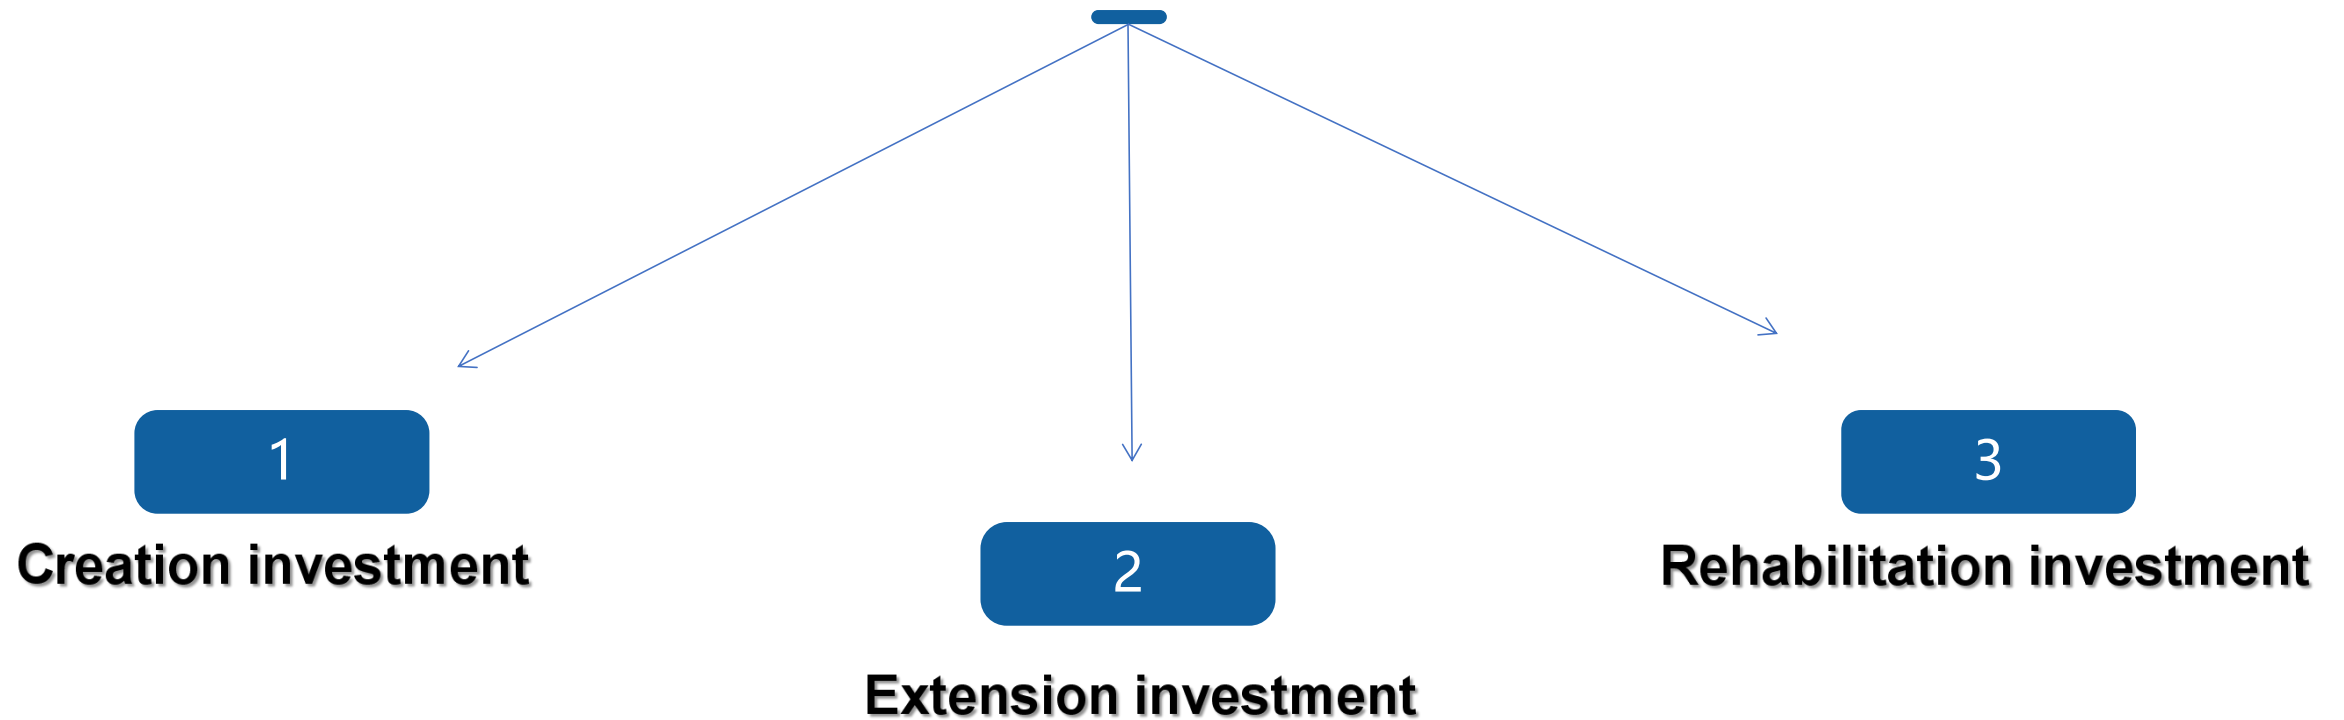 1
Creation investment
2
Extension investment
3
Rehabilitation investment